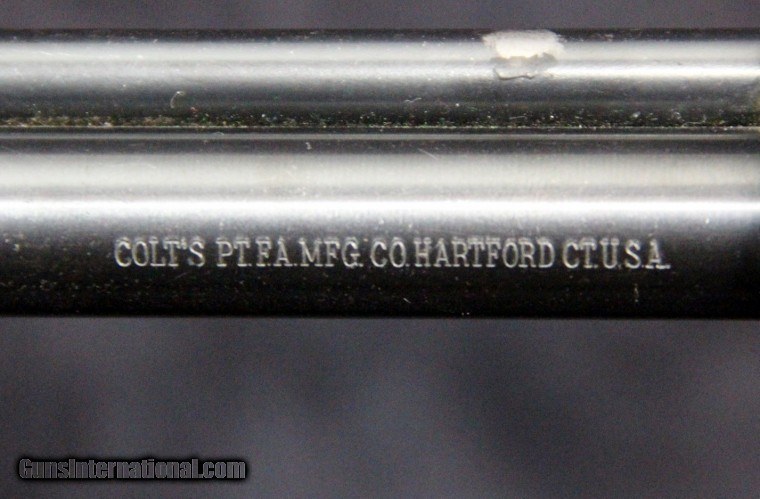 COLT'S PT.F.A.MFG. CO.HARTFORD CT.U.S.A.
GunsInternational.com